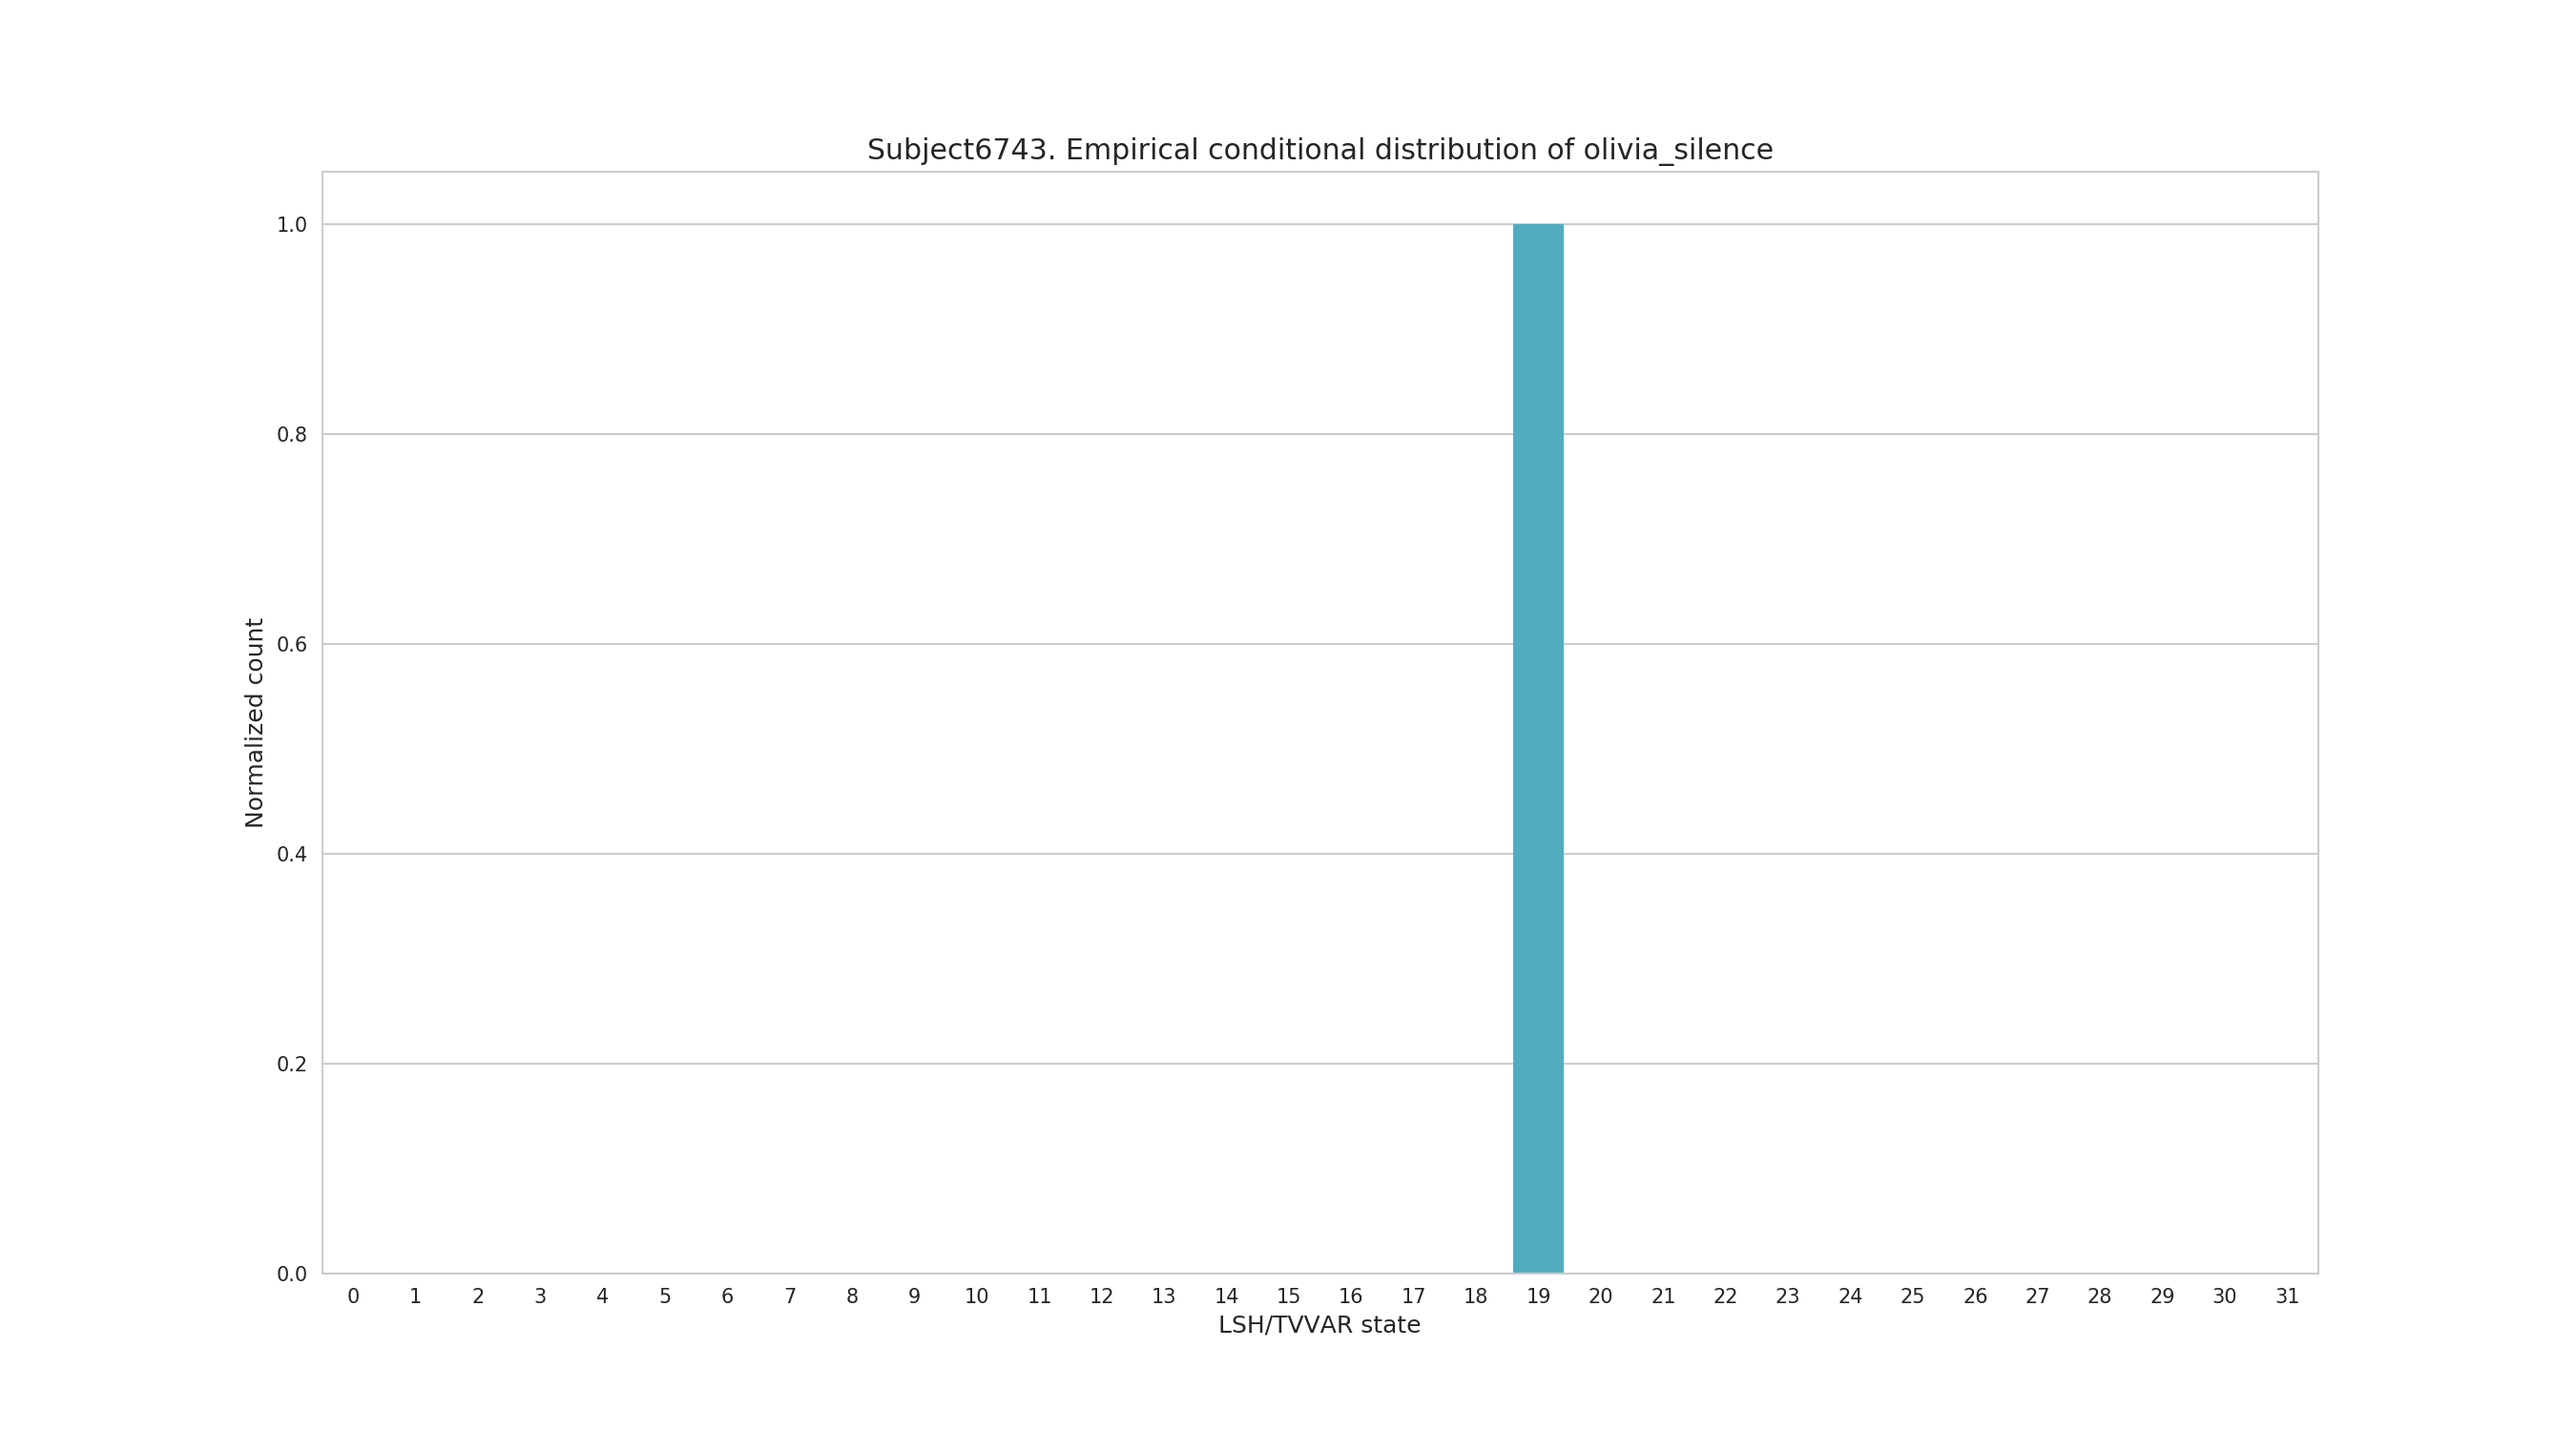 Subject6743. Empirical conditional distribution of olivia_silence
Normalized count
1.0
0.8
0.6
0.4
0.2
0.0
0 1 2 3 4 5 6 7 8 9 10 11 12 13 14 15 16 17 18 19 20 21 22 23 24 25 26 27 28 29 30 31
LSH/TVVAR state